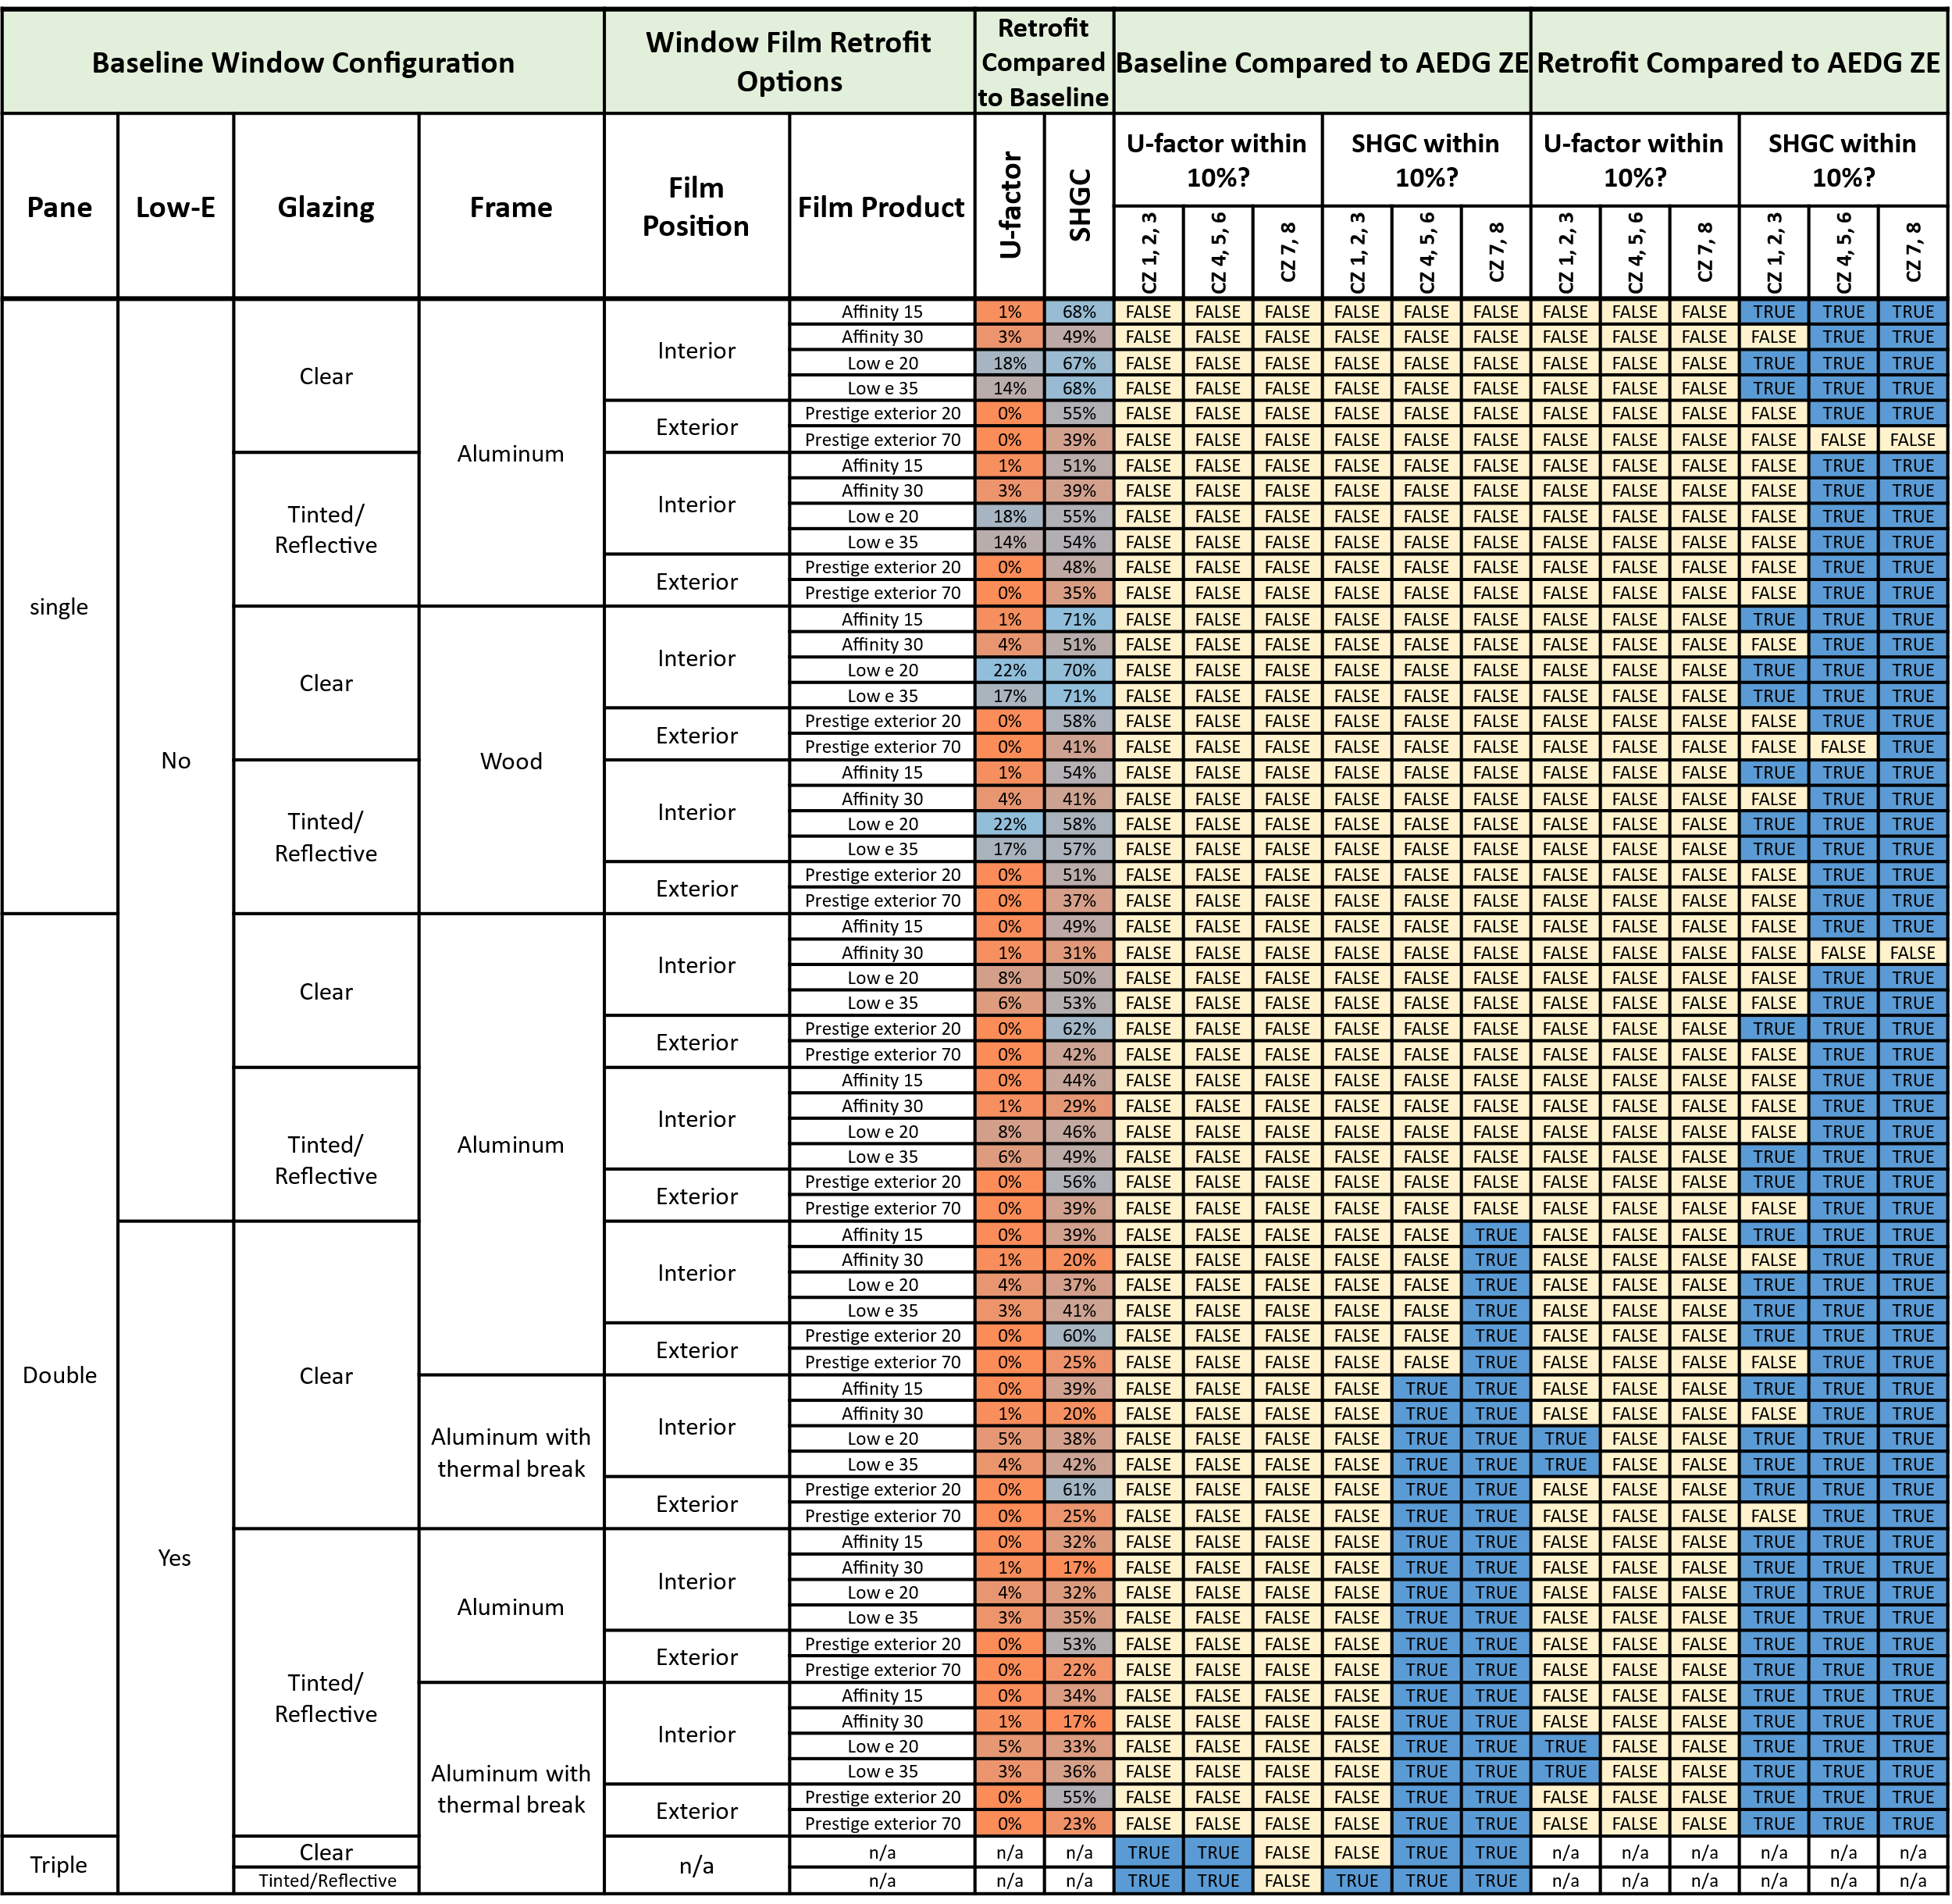 Baseline Window Configuration
Window Film Retrofit
Options
Retrofit
Compared
to Baseline
Baseline Compared to AEDG ZE
Retrofit Compared to AEDG ZE
Pane
Low-E
Glazing
Frame
Film
Position
Film Product
U-factor
SHGC
U-factor within
10%?
SHGC within
10%?
U-factor within
10%?
SHGC within
10%?
CZ 1, 2, 3
CZ 4, 5, 6
CZ 7, 8
CZ 1, 2, 3
CZ 4, 5, 6
CZ 7, 8
CZ 1, 2, 3
CZ 4, 5, 6
CZ 7, 8
CZ 1, 2, 3
CZ 4, 5, 6
CZ 7, 8
single
No
Clear
Aluminum
Interior
Affinity 15 1% 68% FALSE FALSE FALSE FALSE FALSE FALSE FALSE FALSE FALSE TRUE TRUE TRUE
Affinity 30 3% 49% FALSE FALSE FALSE FALSE FALSE FALSE FALSE FALSE FALSE FALSE TRUE TRUE
Low e 20 18% 67% FALSE FALSE FALSE FALSE FALSE FALSE FALSE FALSE FALSE TRUE TRUE TRUE
Low e 35 14% 68% FALSE FALSE FALSE FALSE FALSE FALSE FALSE FALSE FALSE TRUE TRUE TRUE
Exterior
Prestige exterior 20 0% 55% FALSE FALSE FALSE FALSE FALSE FALSE FALSE FALSE FALSE FALSE TRUE TRUE
Prestige exterior 70 0% 39% FALSE FALSE FALSE FALSE FALSE FALSE FALSE FALSE FALSE FALSE FALSE FALSE
Tinted/
Reflective
Interior
Affinity 15 1% 51% FALSE FALSE FALSE FALSE FALSE FALSE FALSE FALSE FALSE FALSE TRUE TRUE
Affinity 30 3% 39% FALSE FALSE FALSE FALSE FALSE FALSE FALSE FALSE FALSE FALSE TRUE TRUE
Low e 20 18% 55% FALSE FALSE FALSE FALSE FALSE FALSE FALSE FALSE FALSE FALSE TRUE TRUE
Low e 35 14% 54% FALSE FALSE FALSE FALSE FALSE FALSE FALSE FALSE FALSE FALSE TRUE TRUE
Exterior
Prestige exterior 20 0% 48% FALSE FALSE FALSE FALSE FALSE FALSE FALSE FALSE FALSE FALSE TRUE TRUE
Prestige exterior 70 0% 35% FALSE FALSE FALSE FALSE FALSE FALSE FALSE FALSE FALSE FALSE TRUE TRUE
Clear
Wood
Interior
Affinity 15 1% 71% FALSE FALSE FALSE FALSE FALSE FALSE FALSE FALSE FALSE TRUE TRUE TRUE
Affinity 30 4% 51% FALSE FALSE FALSE FALSE FALSE FALSE FALSE FALSE FALSE FALSE TRUE TRUE
Low e 20 22% 70% FALSE FALSE FALSE FALSE FALSE FALSE FALSE FALSE FALSE TRUE TRUE TRUE
Low e 35 17% 71% FALSE FALSE FALSE FALSE FALSE FALSE FALSE FALSE FALSE TRUE TRUE TRUE
Exterior
Prestige exterior 20 0% 58% FALSE FALSE FALSE FALSE FALSE FALSE FALSE FALSE FALSE FALSE TRUE TRUE
Prestige exterior 70 0% 41% FALSE FALSE FALSE FALSE FALSE FALSE FALSE FALSE FALSE FALSE FALSE TRUE
Tinted/
Reflective
Interior
Affinity 15 1% 54% FALSE FALSE FALSE FALSE FALSE FALSE FALSE FALSE FALSE TRUE TRUE TRUE
Affinity 30 4% 41% FALSE FALSE FALSE FALSE FALSE FALSE FALSE FALSE FALSE FALSE TRUE TRUE
Low e 20 22% 58% FALSE FALSE FALSE FALSE FALSE FALSE FALSE FALSE FALSE TRUE TRUE TRUE
Low e 35 17% 57% FALSE FALSE FALSE FALSE FALSE FALSE FALSE FALSE FALSE TRUE TRUE TRUE
Exterior
Prestige exterior 20 0% 51% FALSE FALSE FALSE FALSE FALSE FALSE FALSE FALSE FALSE FALSE TRUE TRUE
Prestige exterior 70 0% 37% FALSE FALSE FALSE FALSE FALSE FALSE FALSE FALSE FALSE FALSE TRUE TRUE
Double
Clear
Aluminum
Interior
Affinity 15 0% 49% FALSE FALSE FALSE FALSE FALSE FALSE FALSE FALSE FALSE FALSE TRUE TRUE
Affinity 30 1% 31% FALSE FALSE FALSE FALSE FALSE FALSE FALSE FALSE FALSE FALSE FALSE FALSE
Low e 20 8% 50% FALSE FALSE FALSE FALSE FALSE FALSE FALSE FALSE FALSE FALSE TRUE TRUE
Low e 35 6% 53% FALSE FALSE FALSE FALSE FALSE FALSE FALSE FALSE FALSE FALSE TRUE TRUE
Exterior
Prestige exterior 20 0% 62% FALSE FALSE FALSE FALSE FALSE FALSE FALSE FALSE FALSE TRUE TRUE TRUE
Prestige exterior 70 0% 42% FALSE FALSE FALSE FALSE FALSE FALSE FALSE FALSE FALSE FALSE TRUE TRUE
Tinted/
Reflective
Interior
Affinity 15 0% 44% FALSE FALSE FALSE FALSE FALSE FALSE FALSE FALSE FALSE FALSE TRUE TRUE
Affinity 30 1% 29% FALSE FALSE FALSE FALSE FALSE FALSE FALSE FALSE FALSE FALSE TRUE TRUE
Low e 20 8% 46% FALSE FALSE FALSE FALSE FALSE FALSE FALSE FALSE FALSE FALSE TRUE TRUE
Low e 35 6% 49% FALSE FALSE FALSE FALSE FALSE FALSE FALSE FALSE FALSE TRUE TRUE TRUE
Exterior
Prestige exterior 20 0% 56% FALSE FALSE FALSE FALSE FALSE FALSE FALSE FALSE FALSE TRUE TRUE TRUE
Prestige exterior 70 0% 39% FALSE FALSE FALSE FALSE FALSE FALSE FALSE FALSE FALSE FALSE TRUE TRUE
Yes
Clear
Interior
Affinity 15 0% 39% FALSE FALSE FALSE FALSE FALSE TRUE FALSE FALSE FALSE TRUE TRUE TRUE
Affinity 30 1% 20% FALSE FALSE FALSE FALSE FALSE TRUE FALSE FALSE FALSE FALSE TRUE TRUE
Low e 20 4% 37% FALSE FALSE FALSE FALSE FALSE TRUE FALSE FALSE FALSE TRUE TRUE TRUE
Low e 35 3% 41% FALSE FALSE FALSE FALSE FALSE TRUE FALSE FALSE FALSE TRUE TRUE TRUE
Exterior
Prestige exterior 20 0% 60% FALSE FALSE FALSE FALSE FALSE TRUE FALSE FALSE FALSE TRUE TRUE TRUE
Prestige exterior 70 0% 25% FALSE FALSE FALSE FALSE FALSE TRUE FALSE FALSE FALSE FALSE TRUE TRUE
Aluminum with
thermal break
Interior
Affinity 15 0% 39% FALSE FALSE FALSE FALSE TRUE TRUE FALSE FALSE FALSE TRUE TRUE TRUE
Affinity 30 1% 20% FALSE FALSE FALSE FALSE TRUE TRUE FALSE FALSE FALSE FALSE TRUE TRUE
Low e 20 5% 38% FALSE FALSE FALSE FALSE TRUE TRUE TRUE FALSE FALSE TRUE TRUE TRUE
Low e 35 4% 42% FALSE FALSE FALSE FALSE TRUE TRUE TRUE FALSE FALSE TRUE TRUE TRUE
Exterior
Prestige exterior 20 0% 61% FALSE FALSE FALSE FALSE TRUE TRUE FALSE FALSE FALSE TRUE TRUE TRUE
Prestige exterior 70 0% 25% FALSE FALSE FALSE FALSE TRUE TRUE FALSE FALSE FALSE FALSE TRUE TRUE
Tinted/
Reflective
Aluminum
Interior
Affinity 15 0% 32% FALSE FALSE FALSE FALSE TRUE TRUE FALSE FALSE FALSE TRUE TRUE TRUE
Affinity 30 1% 17% FALSE FALSE FALSE FALSE TRUE TRUE FALSE FALSE FALSE TRUE TRUE TRUE
Low e 20 4% 32% FALSE FALSE FALSE FALSE TRUE TRUE FALSE FALSE FALSE TRUE TRUE TRUE
Low e 35 3% 35% FALSE FALSE FALSE FALSE TRUE TRUE FALSE FALSE FALSE TRUE TRUE TRUE
Exterior
Prestige exterior 20 0% 53% FALSE FALSE FALSE FALSE TRUE TRUE FALSE FALSE FALSE TRUE TRUE TRUE
Prestige exterior 70 0% 22% FALSE FALSE FALSE FALSE TRUE TRUE FALSE FALSE FALSE TRUE TRUE TRUE
Aluminum with
thermal break
Interior
Affinity 15 0% 34% FALSE FALSE FALSE FALSE TRUE TRUE FALSE FALSE FALSE TRUE TRUE TRUE
Affinity 30 1% 17% FALSE FALSE FALSE FALSE TRUE TRUE FALSE FALSE FALSE TRUE TRUE TRUE
Low e 20 5% 33% FALSE FALSE FALSE FALSE TRUE TRUE TRUE FALSE FALSE TRUE TRUE TRUE
Low e 35 3% 36% FALSE FALSE FALSE FALSE TRUE TRUE TRUE FALSE FALSE TRUE TRUE TRUE
Exterior
Prestige exterior 20 0% 55% FALSE FALSE FALSE FALSE TRUE TRUE FALSE FALSE FALSE TRUE TRUE TRUE
Prestige exterior 70 0% 23% FALSE FALSE FALSE FALSE TRUE TRUE FALSE FALSE FALSE TRUE TRUE TRUE
Triple
n/a
Clear n/a n/a n/a TRUE TRUE FALSE FALSE TRUE TRUE n/a n/a n/a n/a n/a n/a
Tinted/Reflective n/a n/a n/a TRUE TRUE FALSE TRUE TRUE TRUE n/a n/a n/a n/a n/a n/a